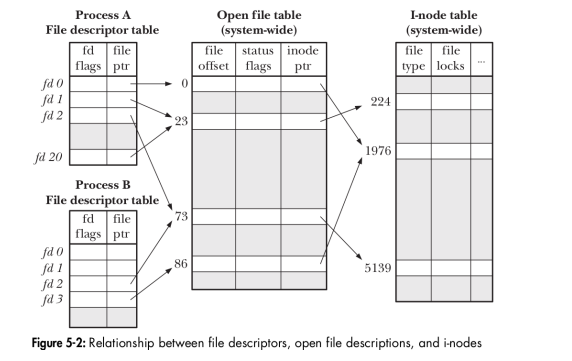 Process A
File descriptor table
fd flags
file ptr
fd 0
fd 1
fd 2
fd 20
Process B
File descriptor table
fd flags
file ptr
fd 0
fd 1
fd 2
fd 3
Open file table
(system-wide)
file offset
status flags
inode ptr
0
23
73
86
I-node table
(system-wide)
file type
file locks
...
224
1976
5139
Figure 5-2: Relationship between file descriptors, open file descriptions, and i-nodes